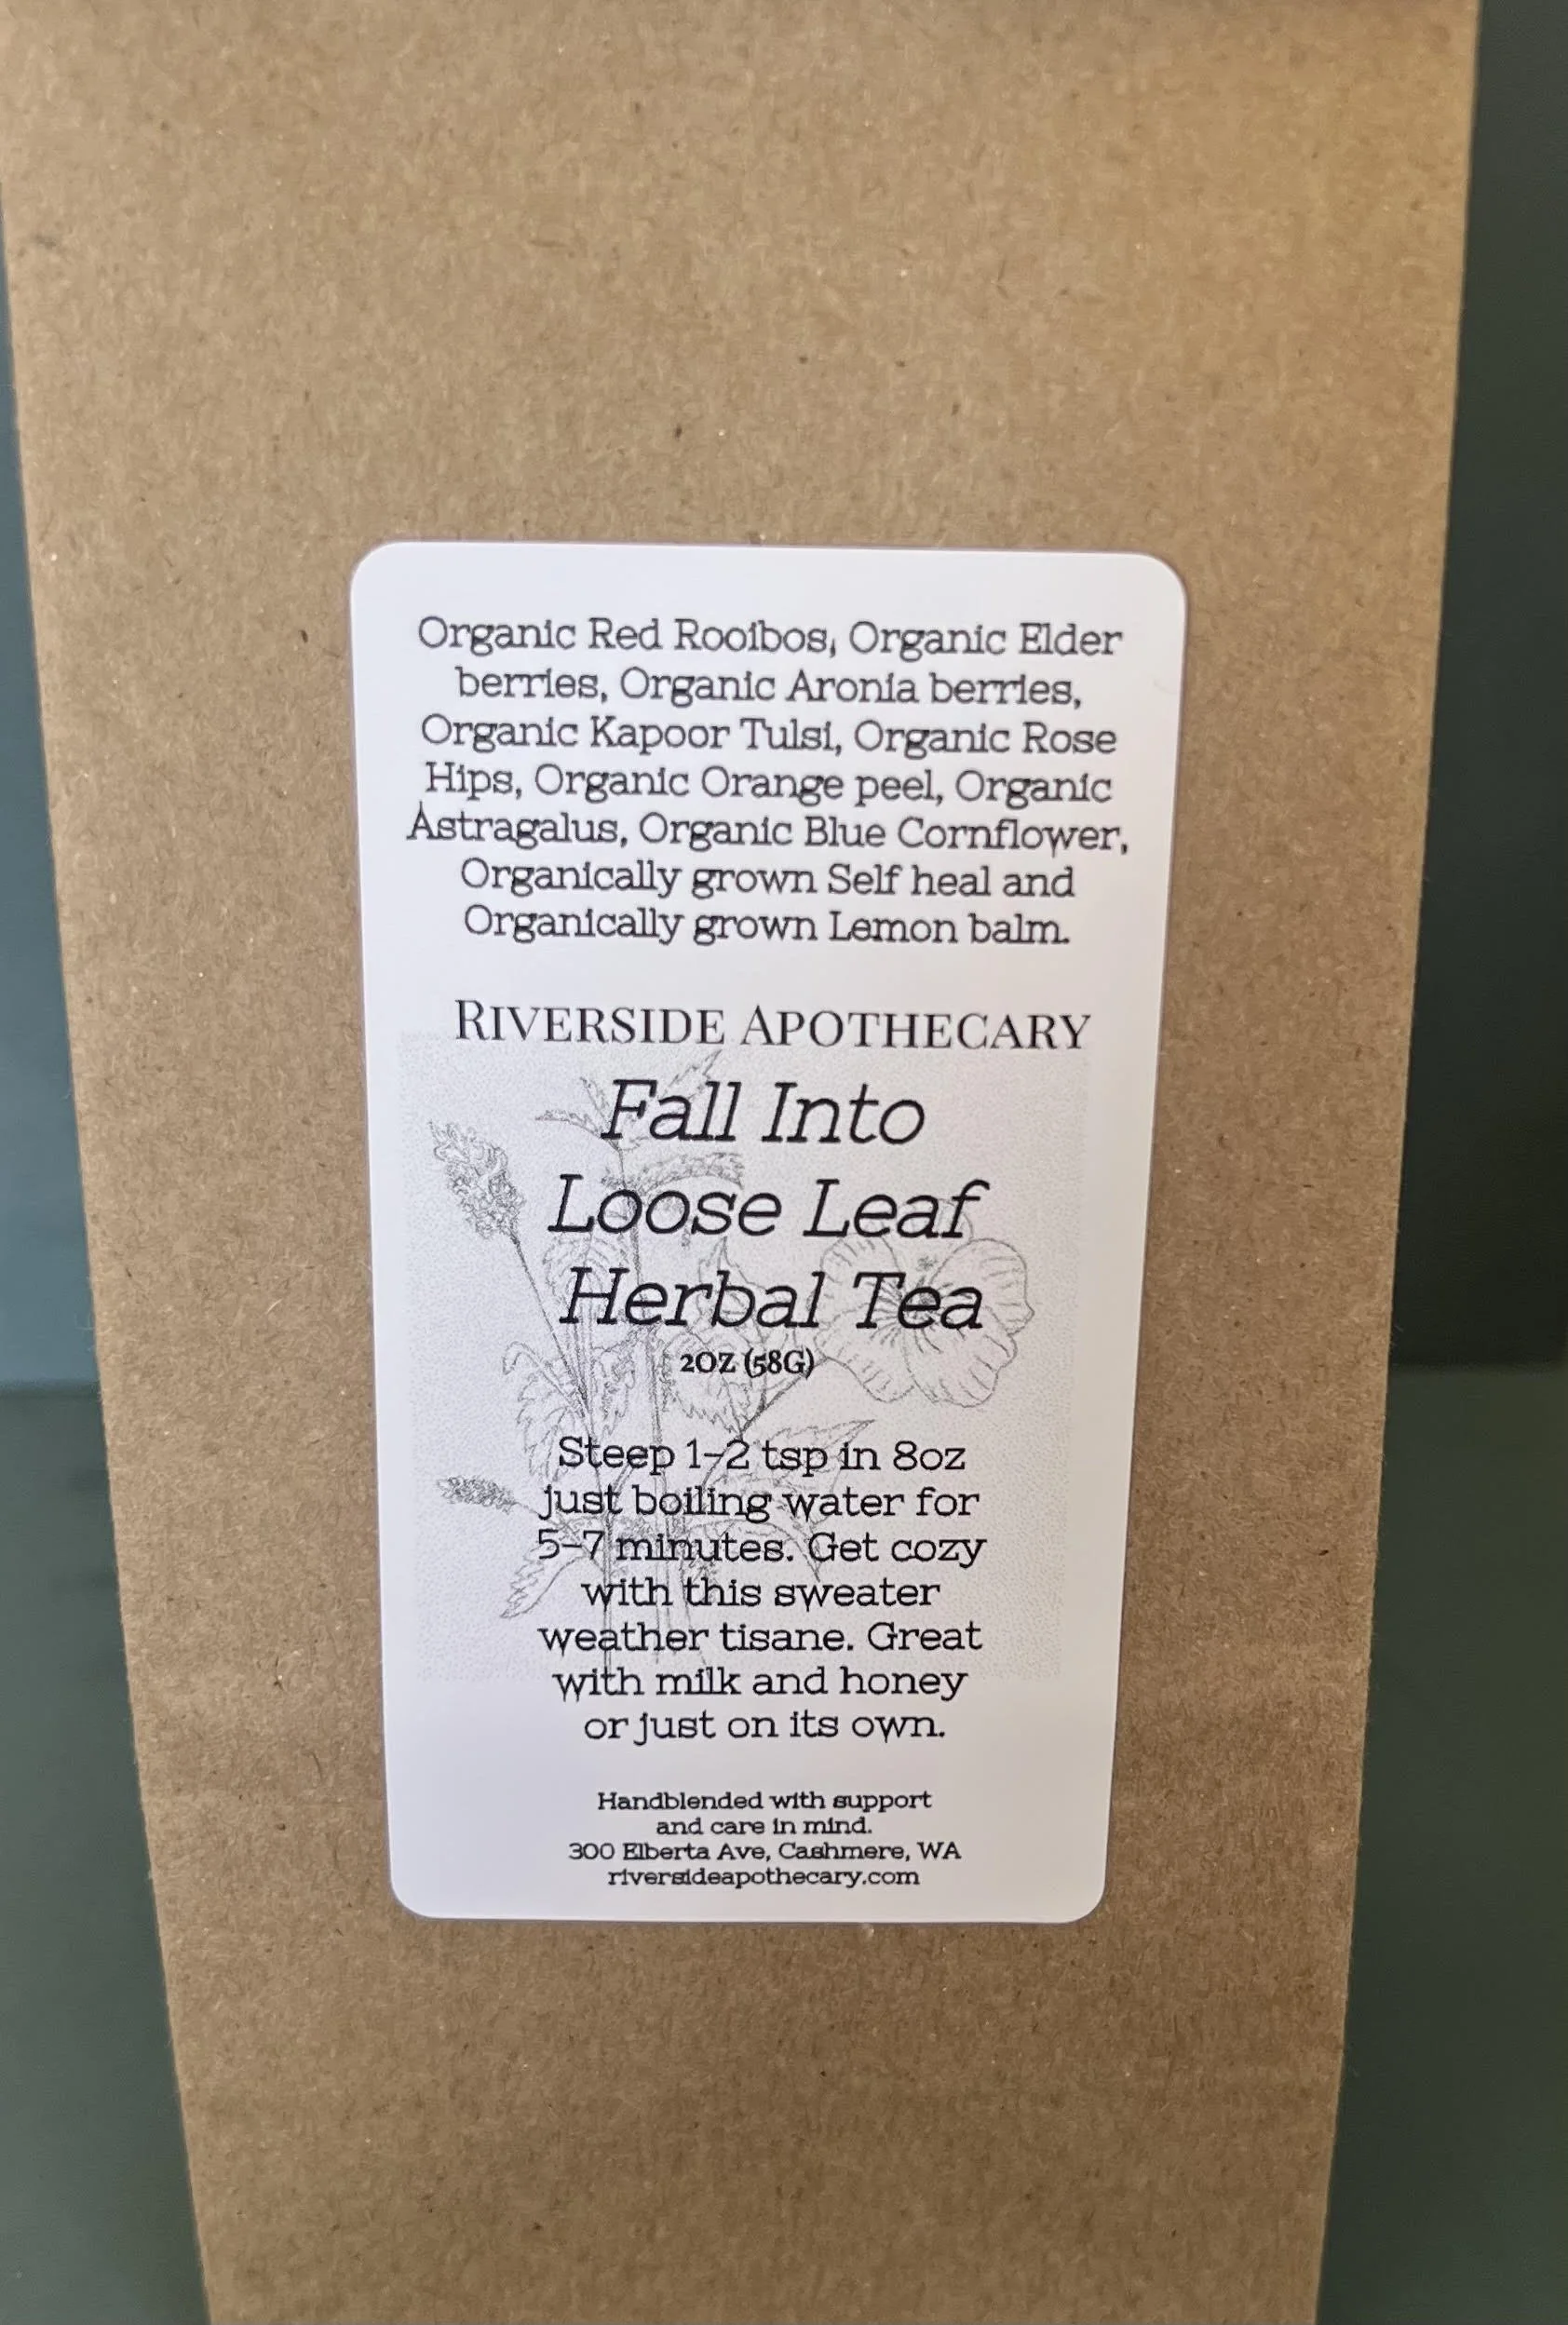 Organic Red Rooibos, Organic Elder
berries, Organic Aronia berries,
Organic Kapoor Tulsi, Organic Rose
Hips, Organic Orange peel, Organic
Astragalus, Organic Blue Cornflower,
Organically grown Self heal and
Organically grown Lemon balm.
RIVERSIDE APOTHECARY
Fall Into
Loose Leaf
Herbal Tea
2OZ (58G)
Steep 1-2 tsp in 8oz
just boiling water for
5-7 minutes. Get cozy
with this sweater
weather tisane. Great
with milk and honey
or just on its own.
Handblended with support
and care in mind.
300 Elberta Ave, Cashmere, WA
riversideapothecary.com